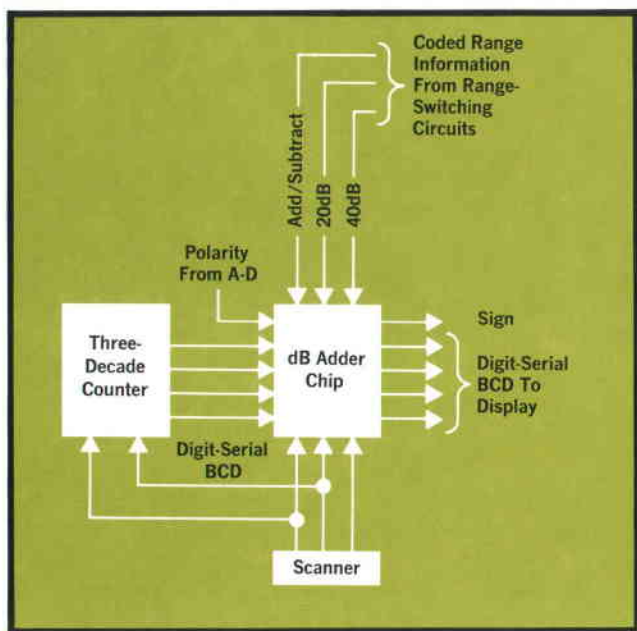 Coded Range
Information
From Range-
Switching
Circuits
Add/Subtract
20dB
40dB
Polarity
From A-D
Three-
Decade
Counter
dB Adder
Chip
Sign
Digit-Serial
BCD To
Display
Digit-Serial
BCD
Scanner